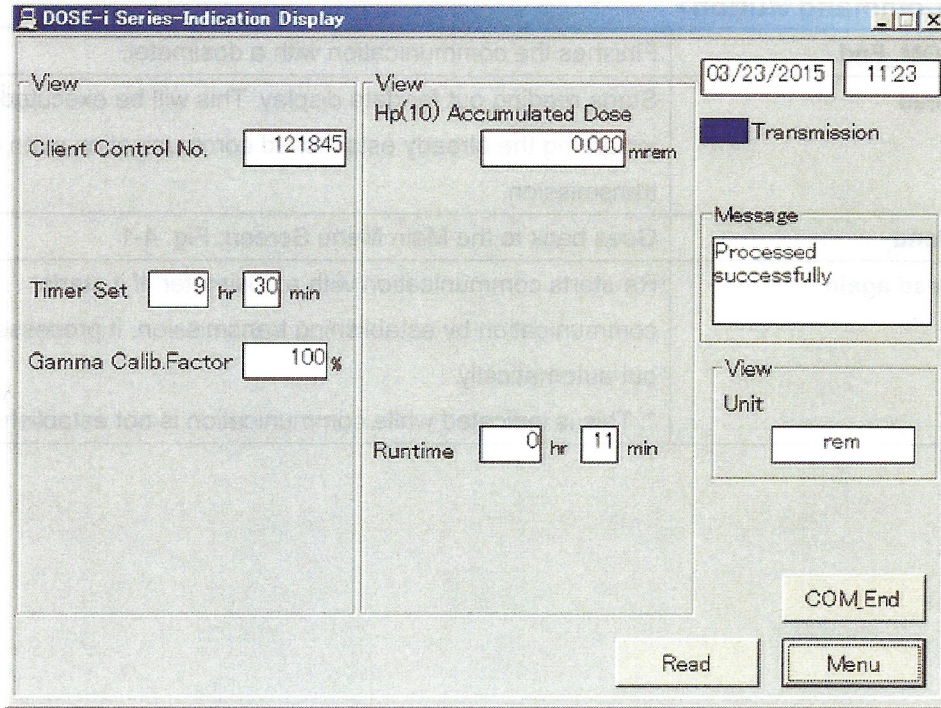 DOSE-i Series-Indication Display
View
Client Control No. 121845
Timer Set 9 hr 30 min
Gamma Calib.Factor 100 %
View
Hp(10) Accumulated Dose
0.000 mrem
Runtime 0 hr 11 min
03/23/2015 11:23
Transmission
Message
Processed
successfully
View
Unit
rem
COM_End
Read
Menu